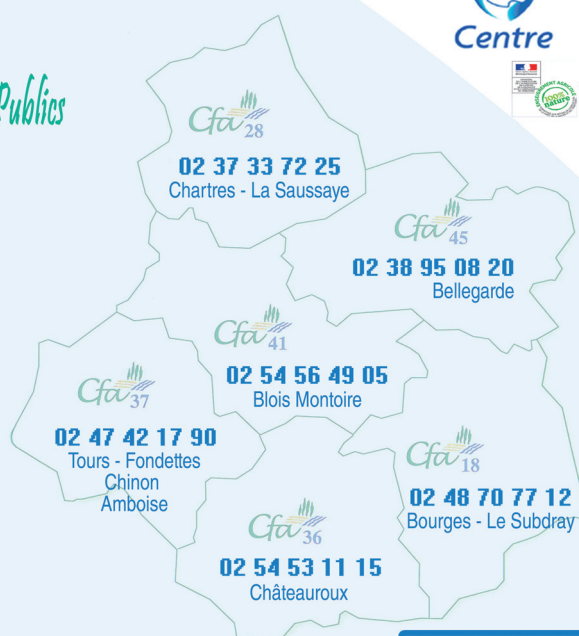 Centre
Publics
100%
nature
Cfa 28
02 37 33 72 25
Chartres - La Saussaye
Cfa 45
02 38 95 08 20
Bellegarde
Cfa 41
02 54 56 49 05
Blois Montoire
Cfa 37
02 47 42 17 90
Tours - Fondettes
Chinon
Amboise
Cfa 18
02 48 70 77 12
Bourges - Le Subdray
Cfa 36
02 54 53 11 15
Châteauroux